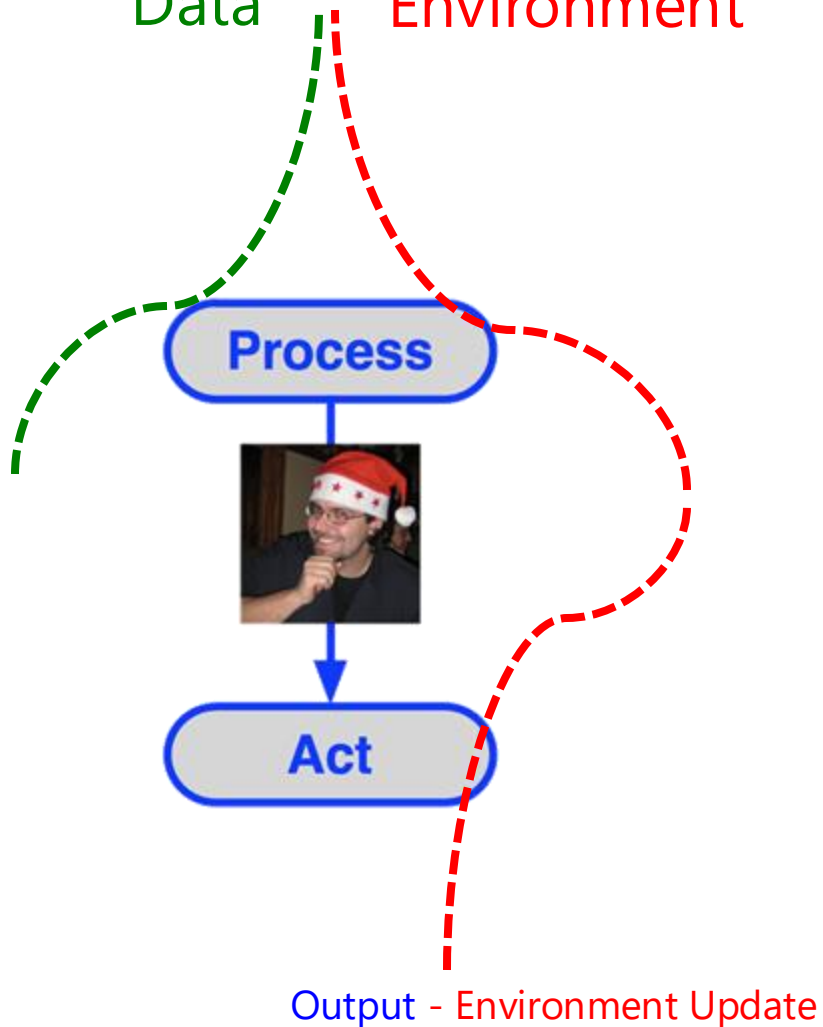 Data Environment
Process
Act
Output - Environment Update